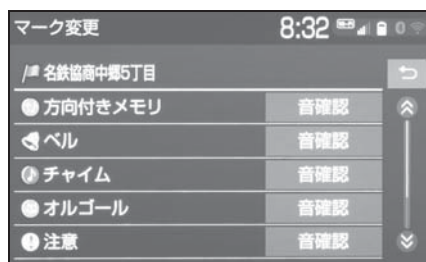 マーク変更 8:32
名鉄協商中郷5丁目
方向付きメモリ 音確認
ベル 音確認
チャイム 音確認
オルゴール 音確認
注意 音確認